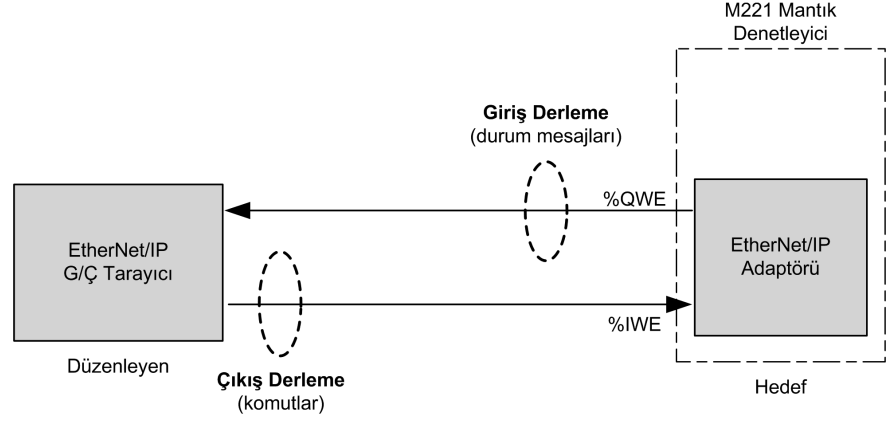 M221 Mantık
Denetleyici
Giriş Derleme
(durum mesajları)
%QWE
EtherNet/IP
G/Ç Tarayıcı
EtherNet/IP
Adaptörü
%IWE
Düzenleyen
Çıkış Derleme
(komutlar)
Hedef